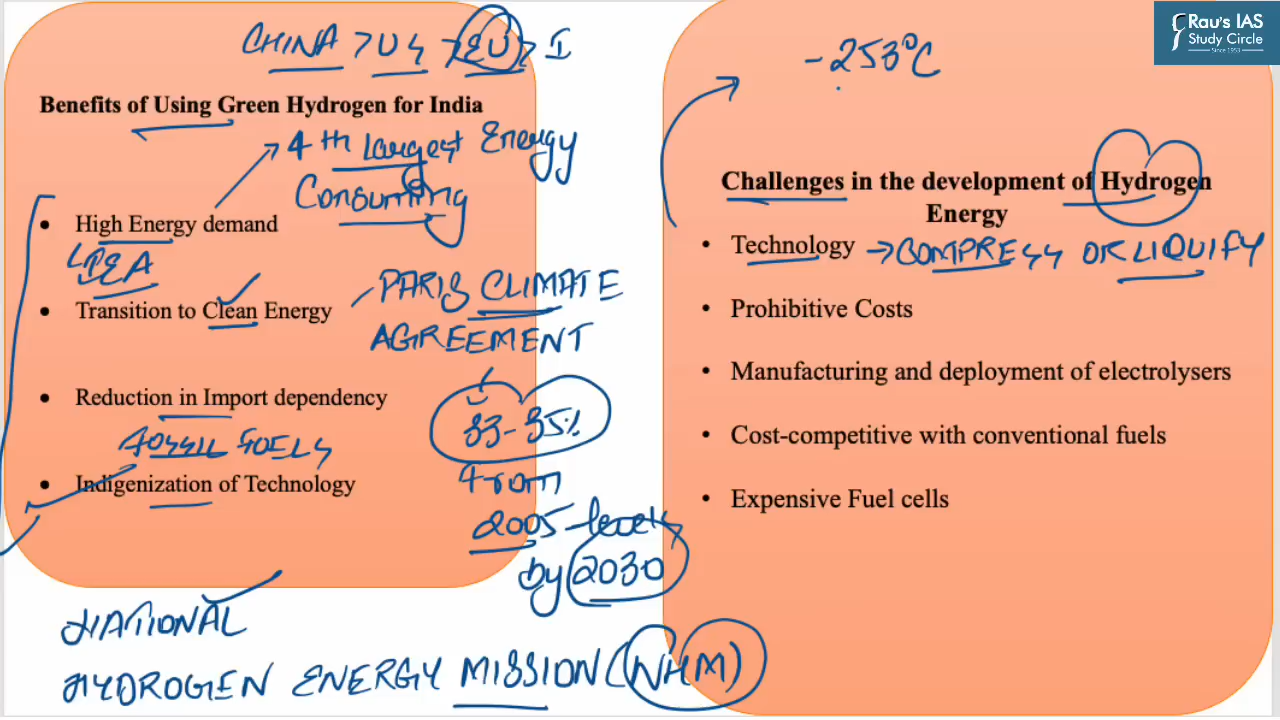 Rau's IAS
Study Circle
Since 1953
CHINA > US > EU > I
Benefits of Using Green Hydrogen for India
4th Largest Energy
Consuming
• High Energy demand
IEA
• Transition to Clean Energy
PARIS CLIMATE
AGREEMENT
• Reduction in Import dependency
FOSSIL FUELS
33-35%
from
2005 levels
by 2030
• Indigenization of Technology
NATIONAL
HYDROGEN ENERGY MISSION (NHM)
-253°C
Challenges in the development of Hydrogen
Energy
• Technology → COMPRESS OR LIQUIFY
• Prohibitive Costs
• Manufacturing and deployment of electrolysers
• Cost-competitive with conventional fuels
• Expensive Fuel cells